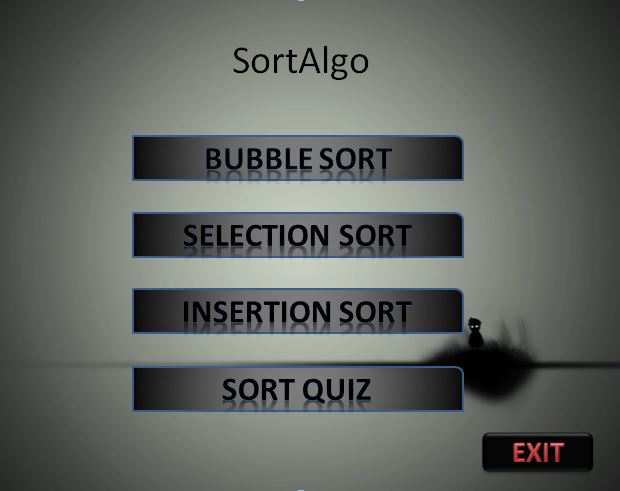 SortAlgo
BUBBLE SORT
SELECTION SORT
INSERTION SORT
SORT QUIZ
EXIT